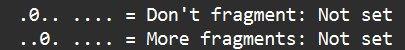 .0.. .... = Don't fragment: Not set
..0. .... = More fragments: Not set